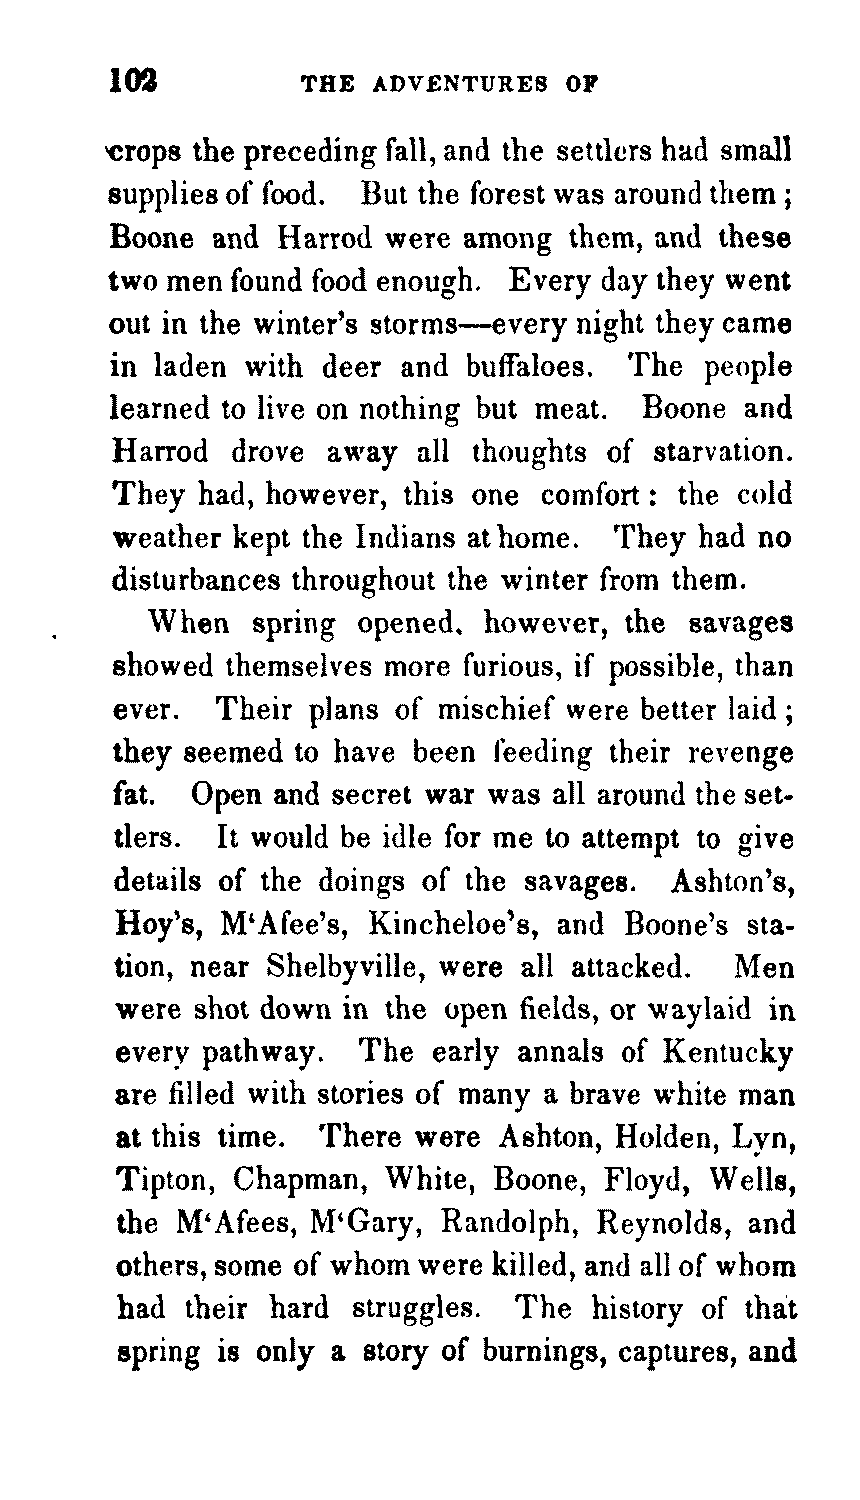 102 THE ADVENTURES OF
crops the preceding fall, and the settlers had small
supplies of food. But the forest was around them;
Boone and Harrod were among them, and these
two men found food enough. Every day they went
out in the winter's storms—every night they came
in laden with deer and buffaloes. The people
learned to live on nothing but meat. Boone and
Harrod drove away all thoughts of starvation.
They had, however, this one comfort: the cold
weather kept the Indians at home. They had no
disturbances throughout the winter from them.
When spring opened, however, the savages
showed themselves more furious, if possible, than
ever. Their plans of mischief were better laid;
they seemed to have been feeding their revenge
fat. Open and secret war was all around the set-
tlers. It would be idle for me to attempt to give
details of the doings of the savages. Ashton's,
Hoy's, M‘Afee's, Kincheloe's, and Boone's sta-
tion, near Shelbyville, were all attacked. Men
were shot down in the open fields, or waylaid in
every pathway. The early annals of Kentucky
are filled with stories of many a brave white man
at this time. There were Ashton, Holden, Lyn,
Tipton, Chapman, White, Boone, Floyd, Wells,
the M‘Afees, M‘Gary, Randolph, Reynolds, and
others, some of whom were killed, and all of whom
had their hard struggles. The history of that
spring is only a story of burnings, captures, and